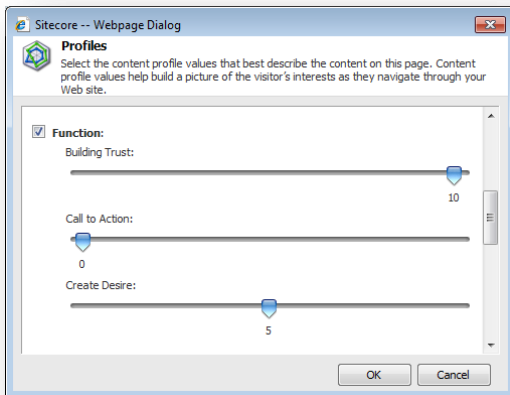 Sitecore -- Webpage Dialog
Profiles
Select the content profile values that best describe the content on this page. Content
profile values help build a picture of the visitor's interests as they navigate through your
Web site.
Function:
Building Trust:
10
Call to Action:
0
Create Desire:
5
OK
Cancel